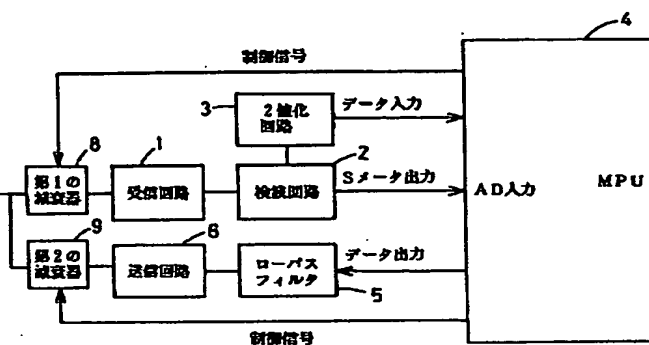 4
制御信号
3
2値化
回路
データ入力
8
1
2
第1の
減衰器
受信回路
検波回路
Sメータ出力
AD入力
MPU
9
6
第2の
減衰器
送信回路
ローパス
フィルタ
データ出力
5
制御信号